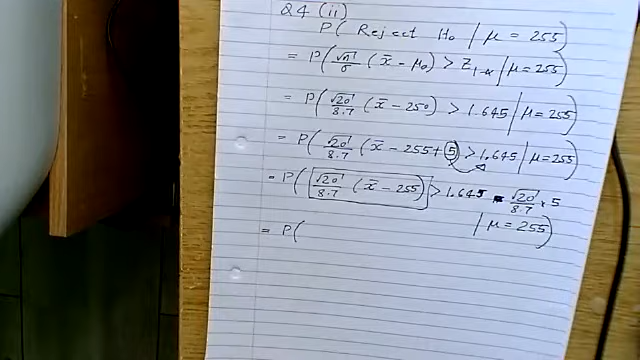 Q4 (ii)
P( Reject H₀ | μ = 255)
= P( √n/σ (x̄ - μ₀) > Z₁₋α | μ = 255)
= P( √20/8.7 (x̄ - 250) > 1.645 | μ = 255)
= P( √20/8.7 (x̄ - 255 + 5) > 1.645 | μ = 255)
= P( √20/8.7 (x̄ - 255) > 1.645 - √20/8.7 × 5
| μ = 255)
= P(